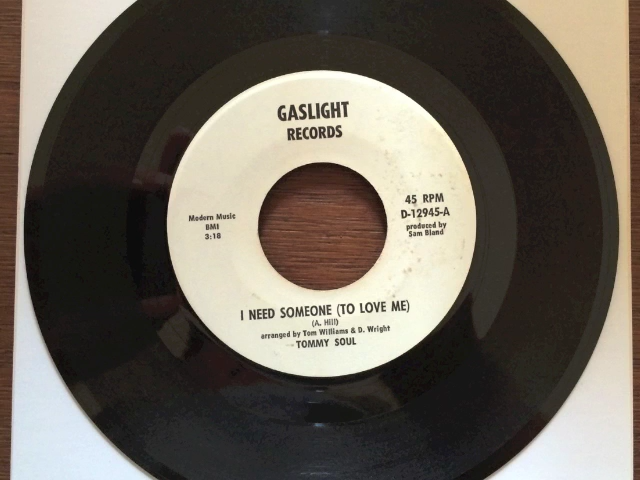 GASLIGHT
RECORDS
Modern Music
BMI
3:18
45 RPM
D-12945-A
produced by
Sam Bland
I NEED SOMEONE (TO LOVE ME)
(A. Hill)
arranged by Tom Williams & D. Wright
TOMMY SOUL